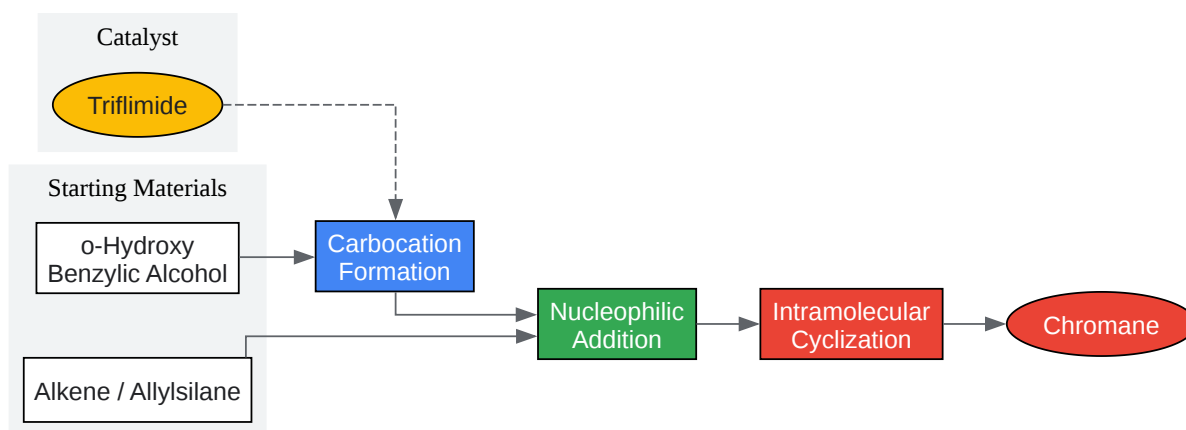 Catalyst
Triflimide
Starting Materials
o-Hydroxy
Benzylic Alcohol
Carbocation
Formation
Alkene / Allylsilane
Nucleophilic
Addition
Intramolecular
Cyclization
Chromane